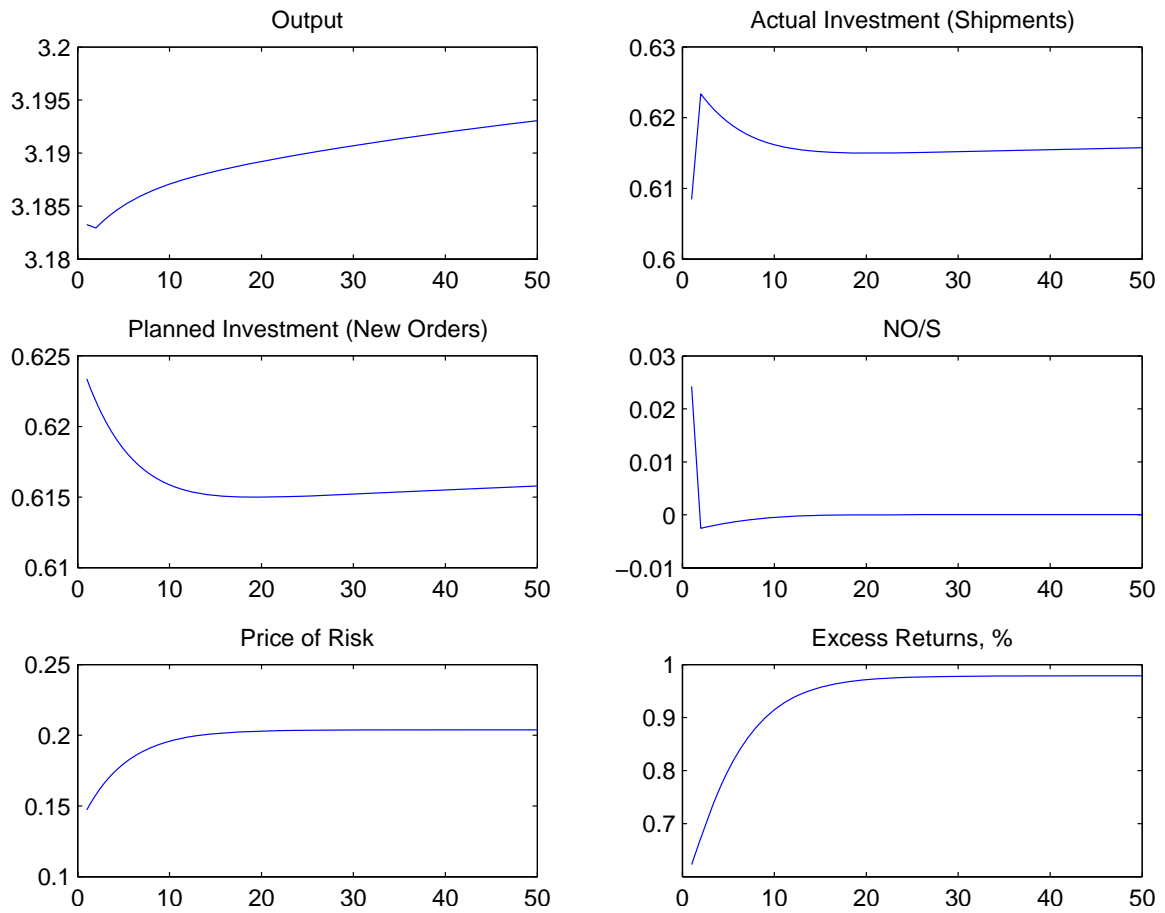 Output
3.2
3.195
3.19
3.185
3.18
0 10 20 30 40 50
Actual Investment (Shipments)
0.63
0.62
0.61
0.6
0 10 20 30 40 50
Planned Investment (New Orders)
0.625
0.62
0.615
0.61
0 10 20 30 40 50
NO/S
0.03
0.02
0.01
0
−0.01
0 10 20 30 40 50
Price of Risk
0.25
0.2
0.15
0.1
0 10 20 30 40 50
Excess Returns, %
1
0.9
0.8
0.7
0 10 20 30 40 50